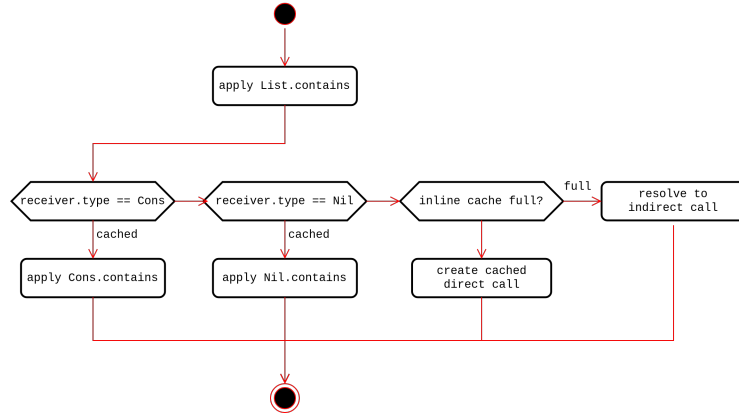 apply List.contains
full
receiver.type == Cons
receiver.type == Nil
inline cache full?
resolve to
indirect call
cached
cached
apply Cons.contains
apply Nil.contains
create cached
direct call